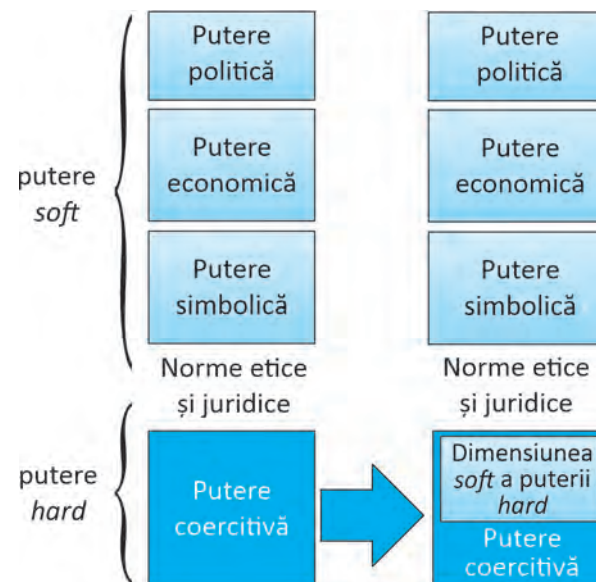 putere
soft
Putere
politică
Putere
economică
Putere
simbolică
Norme etice
și juridice
putere
hard
Putere
coercitivă
Putere
politică
Putere
economică
Putere
simbolică
Norme etice
și juridice
Dimensiunea
soft a puterii
hard
Putere
coercitivă